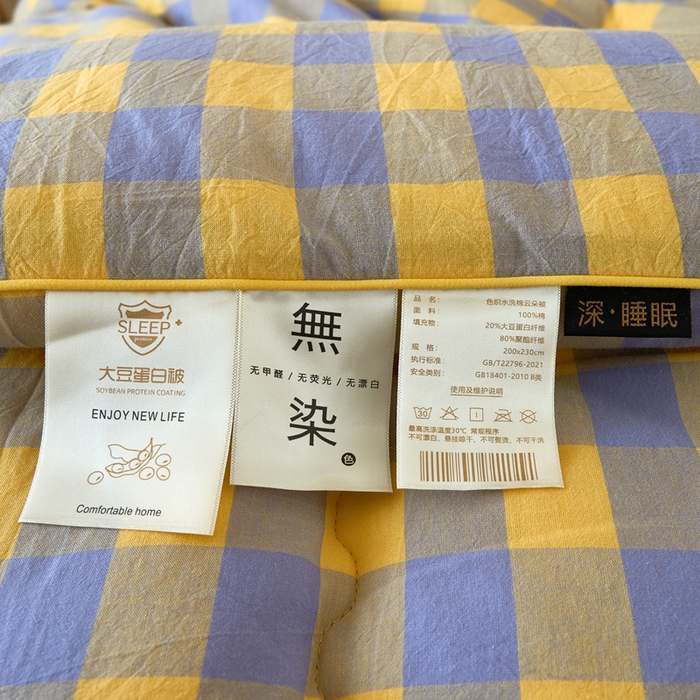 SLEEP+
protein
大豆蛋白被
SOYBEAN PROTEIN COATING
ENJOY NEW LIFE
Comfortable home
無
无甲醛/无荧光/无漂白
染
色
品名: 色织水洗棉云朵被
面料: 100%棉
填充物: 20%大豆蛋白纤维
80%聚酯纤维
规格: 200x230cm
执行标准: GB/T22796-2021
安全类别: GB18401-2010 B类
使用及维护说明
30
最高洗涤温度30℃ 常规程序
不可漂白、悬挂晾干、不可熨烫、不可干洗
深·睡眠